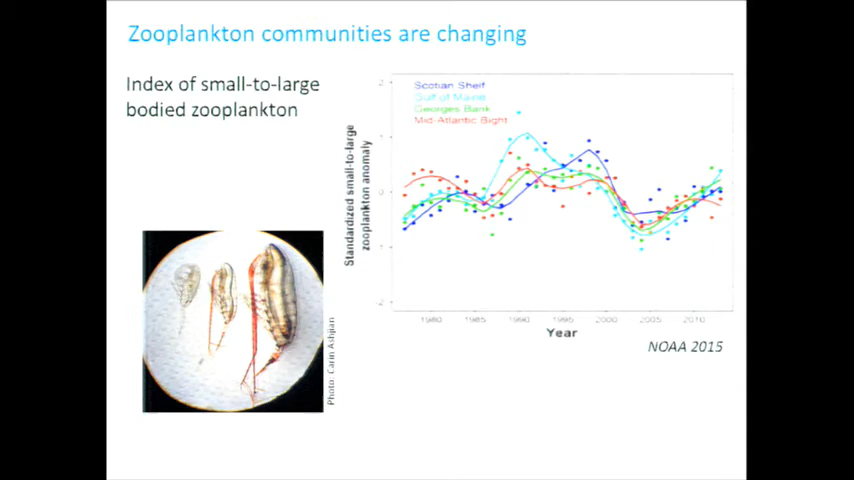 Zooplankton communities are changing
Index of small-to-large
bodied zooplankton
Scotian Shelf
Gulf of Maine
Georges Bank
Mid-Atlantic Bight
Standardized small-to-large
zooplankton anomaly
2
1
0
-1
-2
1980 1985 1990 1995 2000 2005 2010
Year
NOAA 2015
Photo: Carin Ashjian